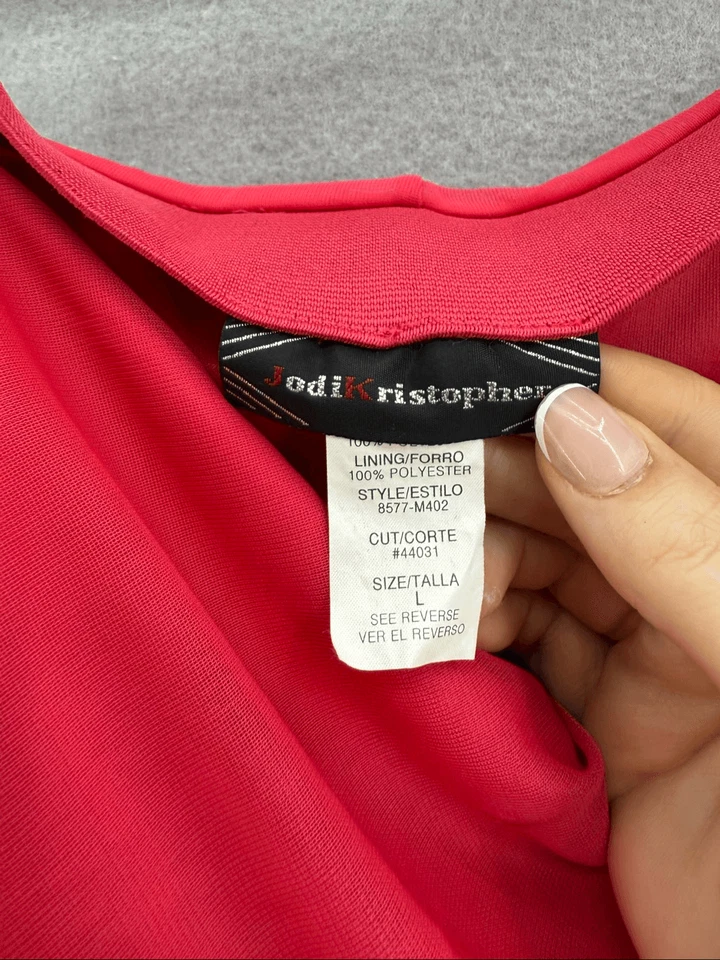 JodiKristopher
100%
LINING/FORRO
100% POLYESTER
STYLE/ESTILO
8577-M402
CUT/CORTE
#44031
SIZE/TALLA
L
SEE REVERSE
VER EL REVERSO